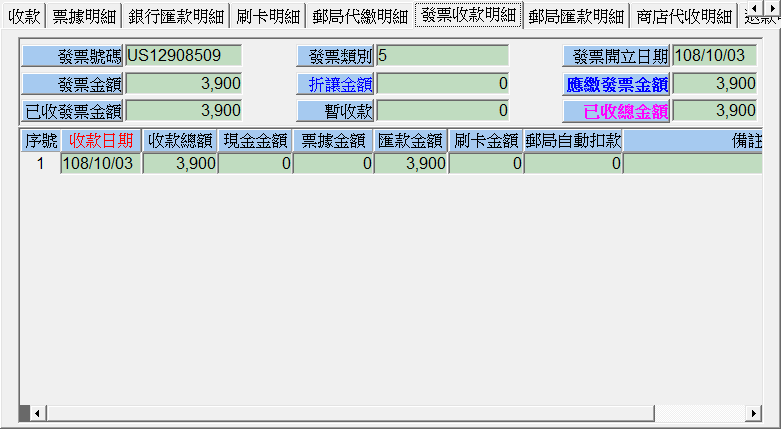 收款 票據明細 銀行匯款明細 刷卡明細 郵局代繳明細 發票收款明細 郵局匯款明細 商店代收明細
發票號碼 US12908509 發票類別 5 發票開立日期 108/10/03
發票金額 3,900 折讓金額 0 應繳發票金額 3,900
已收發票金額 3,900 暫收款 0 已收總金額 3,900
序號 收款日期 收款總額 現金金額 票據金額 匯款金額 刷卡金額 郵局自動扣款 備註
1 108/10/03 3,900 0 0 3,900 0 0